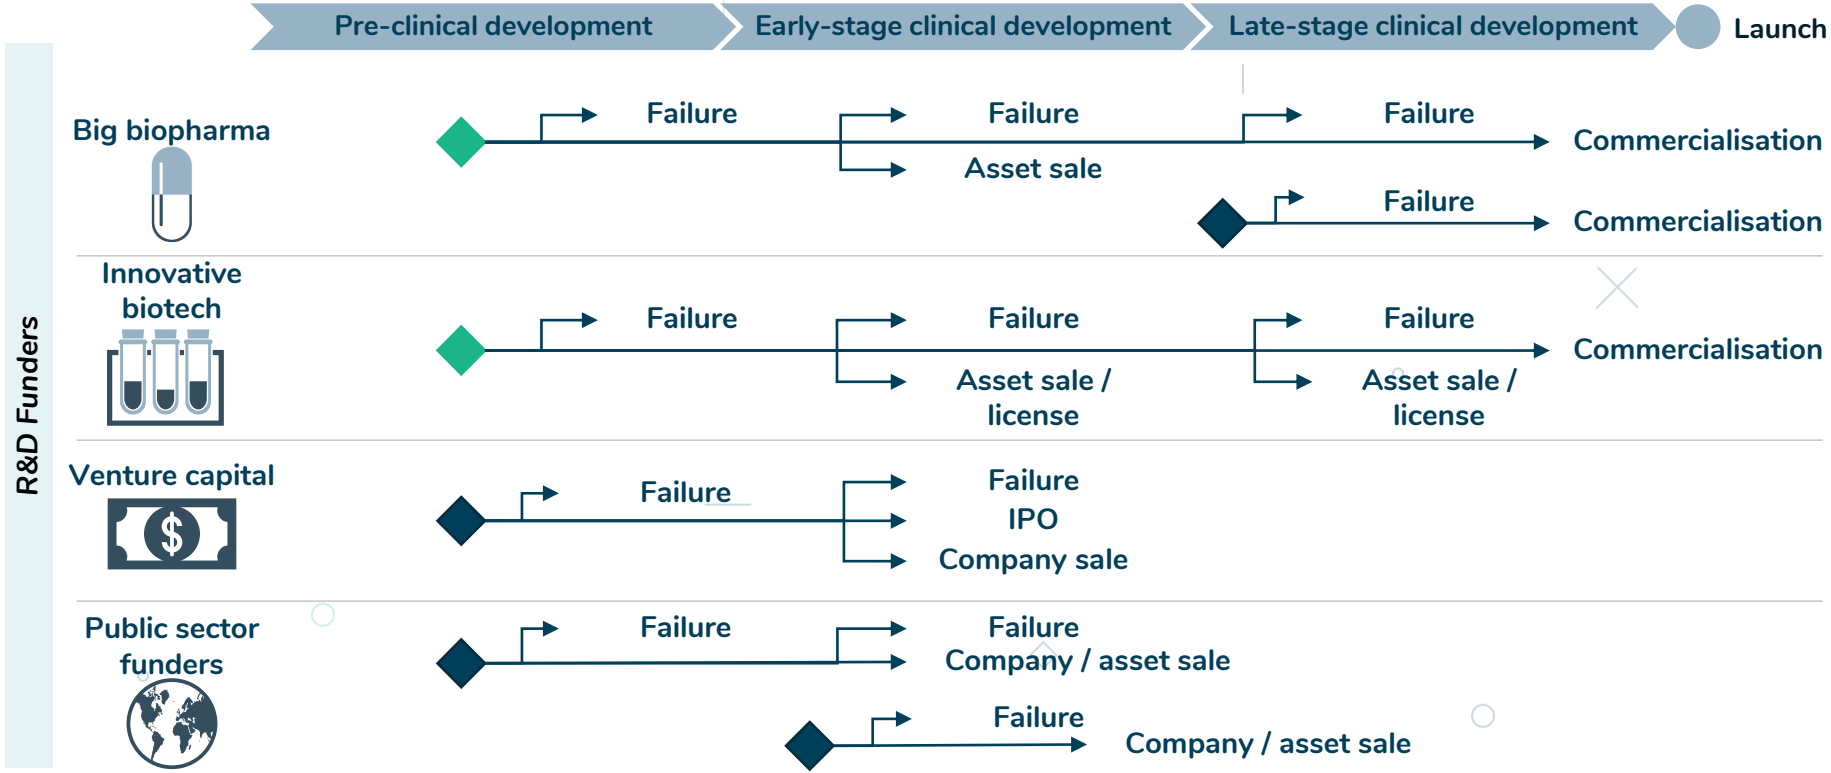 Pre-clinical development
Early-stage clinical development
Late-stage clinical development
Launch
R&D Funders
Big biopharma
Failure
Failure
Failure
Asset sale
Commercialisation
Failure
Commercialisation
Innovative
biotech
Failure
Failure
Failure
Commercialisation
Asset sale /
license
Asset sale /
license
Venture capital
$
Failure
Failure
IPO
Company sale
Public sector
funders
Failure
Failure
Company / asset sale
Failure
Company / asset sale